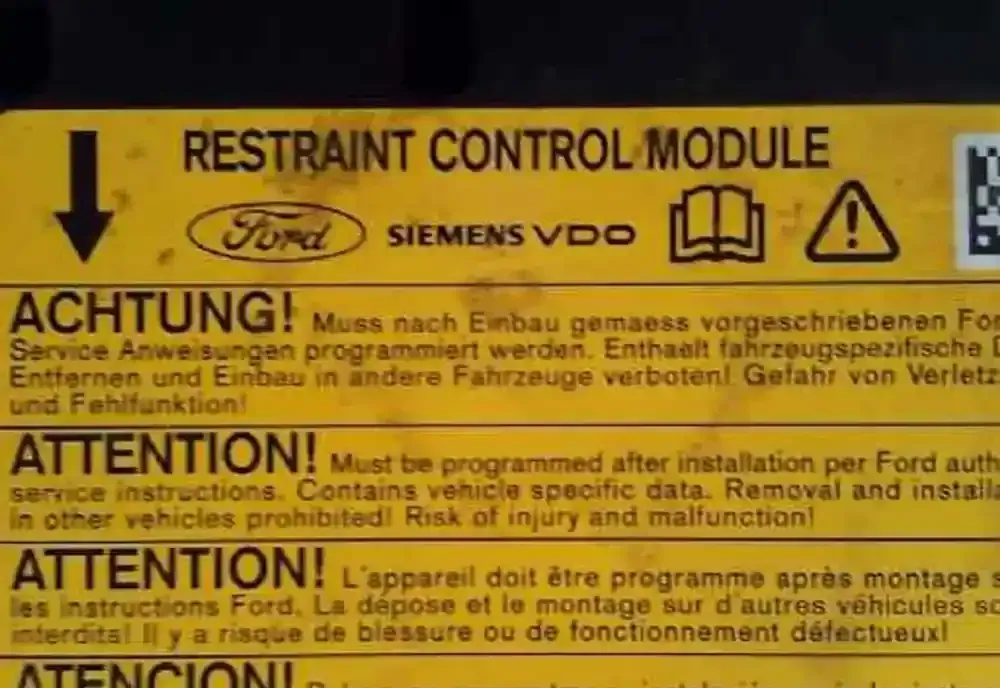 RESTRAINT CONTROL MODULE
Ford SIEMENS VDO
ACHTUNG! Muss nach Einbau gemaess vorgeschriebenen
Service Anweisungen programmiert werden. Enthaelt fahrzeugspezifische
Entfernen und Einbau in andere Fahrzeuge verboten! Gefahr von
und Fehlfunktion!
ATTENTION! Must be programmed after installation per Ford
service instructions. Contains vehicle specific data. Removal and
in other vehicles prohibited! Risk of injury and malfunction!
ATTENTION! L'appareil doit être programme après montage
les instructions Ford. La dépose et le montage sur d'autres véhicules
interdits! Il y a risque de blessure ou de fonctionnement défectueux!
ATENCION!